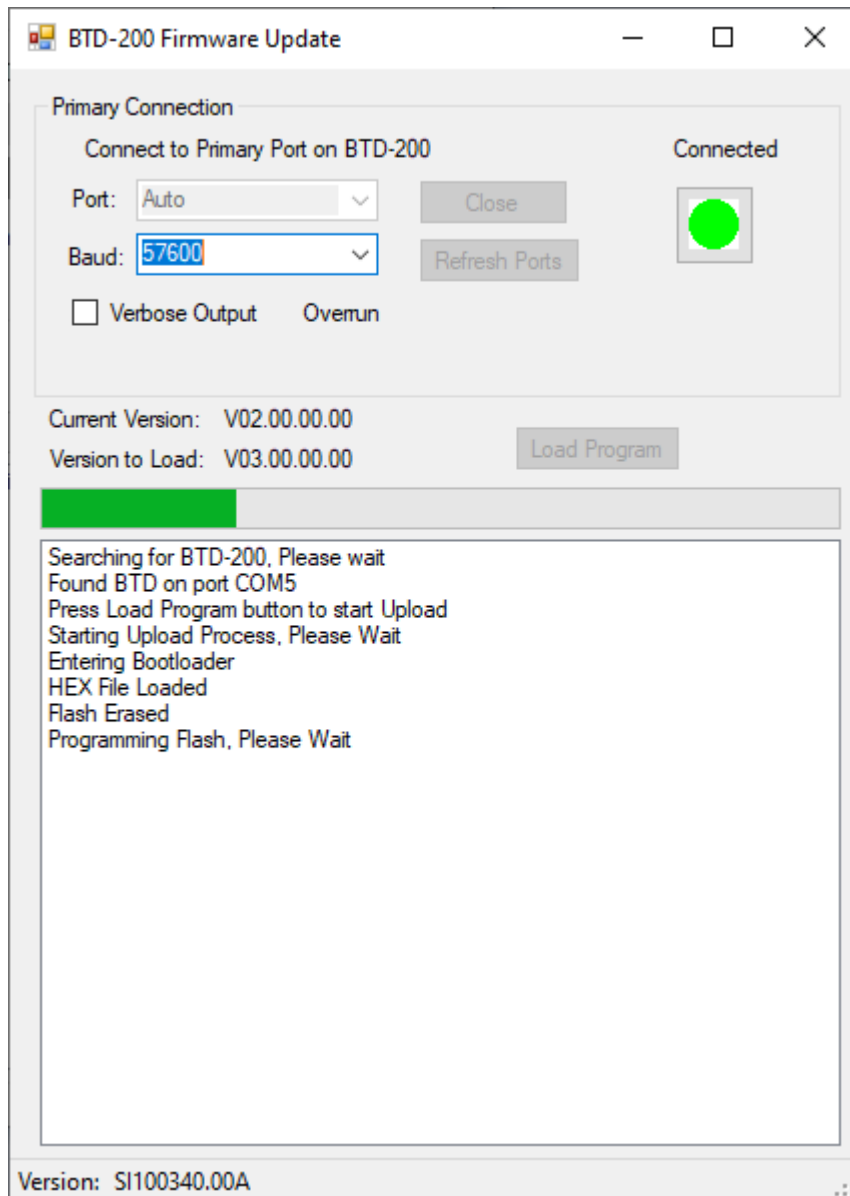 BTD-200 Firmware Update
Primary Connection
Connect to Primary Port on BTD-200
Connected
Port: Auto
Close
Baud: 57600
Refresh Ports
Verbose Output
Overrun
Current Version: V02.00.00.00
Version to Load: V03.00.00.00
Load Program
Searching for BTD-200, Please wait
Found BTD on port COM5
Press Load Program button to start Upload
Starting Upload Process, Please Wait
Entering Bootloader
HEX File Loaded
Flash Erased
Programming Flash, Please Wait
Version: SI100340.00A